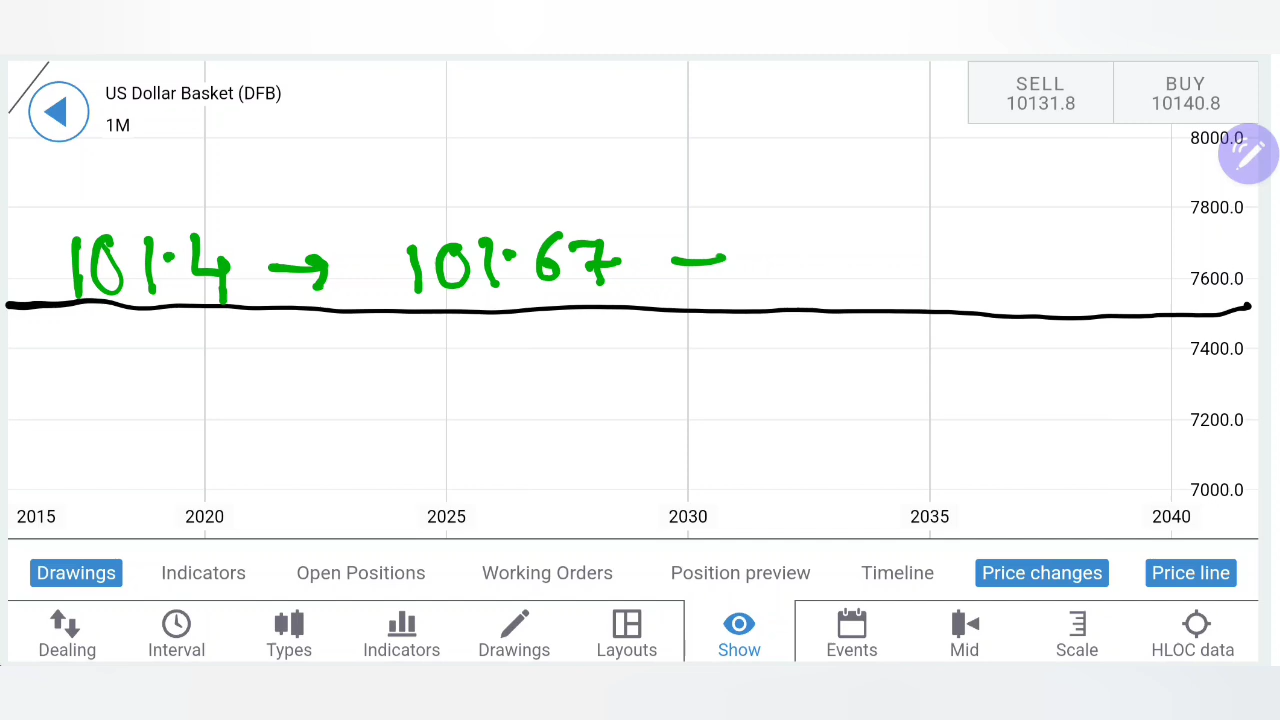 US Dollar Basket (DFB)
1M
SELL BUY
10131.8 10140.8
8000.0
7800.0
101.4 → 101.67 –
7600.0
7400.0
7200.0
7000.0
2015 2020 2025 2030 2035 2040
Drawings Indicators Open Positions Working Orders Position preview Timeline Price changes Price line
Dealing Interval Types Indicators Drawings Layouts Show Events Mid Scale HLOC data